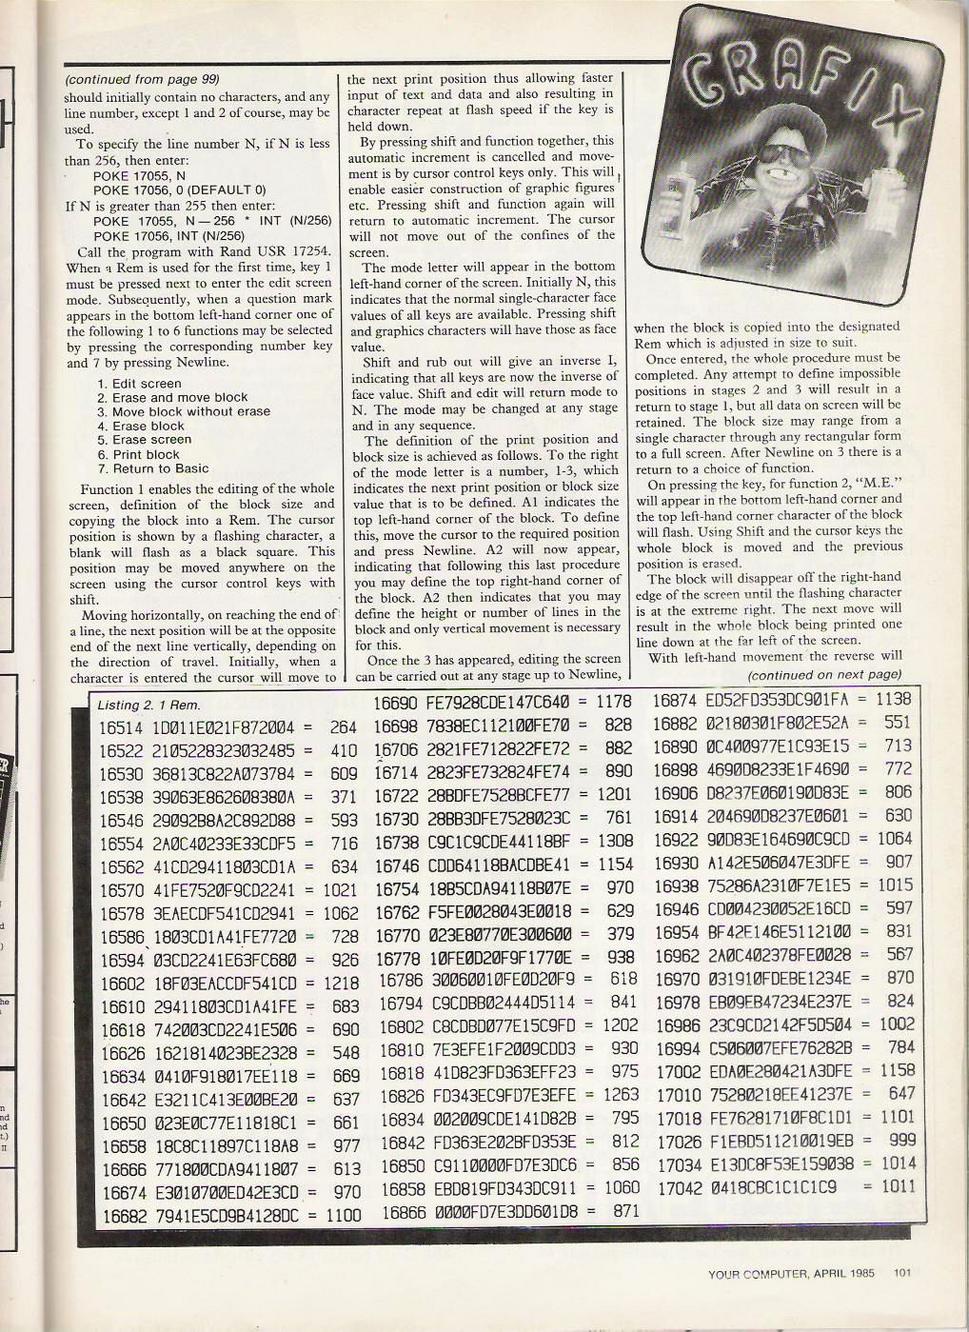 (continued from page 99)
should initially contain no characters, and any
line number, except 1 and 2 of course, may be
used.
To specify the line number N, if N is less
than 256, then enter:
POKE 17055, N
POKE 17056, 0 (DEFAULT 0)
If N is greater than 255 then enter:
POKE 17055, N — 256 * INT (N/256)
POKE 17056, INT (N/256)
Call the program with Rand USR 17254.
When a Rem is used for the first time, key 1
must be pressed next to enter the edit screen
mode. Subsequently, when a question mark
appears in the bottom left-hand corner one of
the following 1 to 6 functions may be selected
by pressing the corresponding number key
and 7 by pressing Newline.
1. Edit screen
2. Erase and move block
3. Move block without erase
4. Erase block
5. Erase screen
6. Print block
7. Return to Basic
Function 1 enables the editing of the whole
screen, definition of the block size and
copying the block into a Rem. The cursor
position is shown by a flashing character, a
blank will flash as a black square. This
position may be moved anywhere on the
screen using the cursor control keys with
shift.
Moving horizontally, on reaching the end of
a line, the next position will be at the opposite
end of the next line vertically, depending on
the direction of travel. Initially, when a
character is entered the cursor will move to
the next print position thus allowing faster
input of text and data and also resulting in
character repeat at flash speed if the key is
held down.
By pressing shift and function together, this
automatic increment is cancelled and move-
ment is by cursor control keys only. This will
enable easier construction of graphic figures
etc. Pressing shift and function again will
return to automatic increment. The cursor
will not move out of the confines of the
screen.
The mode letter will appear in the bottom
left-hand corner of the screen. Initially N, this
indicates that the normal single-character face
values of all keys are available. Pressing shift
and graphics characters will have those as face
value.
Shift and rub out will give an inverse I,
indicating that all keys are now the inverse of
face value. Shift and edit will return mode to
N. The mode may be changed at any stage
and in any sequence.
The definition of the print position and
block size is achieved as follows. To the right
of the mode letter is a number, 1-3, which
indicates the next print position or block size
value that is to be defined. A1 indicates the
top left-hand corner of the block. To define
this, move the cursor to the required position
and press Newline. A2 will now appear,
indicating that following this last procedure
you may define the top right-hand corner of
the block. A2 then indicates that you may
define the height or number of lines in the
block and only vertical movement is necessary
for this.
Once the 3 has appeared, editing the screen
can be carried out at any stage up to Newline,
GRAFIX
when the block is copied into the designated
Rem which is adjusted in size to suit.
Once entered, the whole procedure must be
completed. Any attempt to define impossible
positions in stages 2 and 3 will result in a
return to stage 1, but all data on screen will be
retained. The block size may range from a
single character through any rectangular form
to a full screen. After Newline on 3 there is a
return to a choice of function.
On pressing the key, for function 2, "M.E."
will appear in the bottom left-hand corner and
the top left-hand corner character of the block
will flash. Using Shift and the cursor keys the
whole block is moved and the previous
position is erased.
The block will disappear off the right-hand
edge of the screen until the flashing character
is at the extreme right. The next move will
result in the whole block being printed one
line down at the far left of the screen.
With left-hand movement the reverse will
(continued on next page)
Listing 2. 1 Rem.
16514 1D011E021F872004 = 264
16522 2105228323032485 = 410
16530 36813C822A073784 = 609
16538 39063E862608380A = 371
16546 29092B8A2C892D88 = 593
16554 2A0C40233E33CDF5 = 716
16562 41CD29411803CD1A = 634
16570 41FE7520F9CD2241 = 1021
16578 3EAECDF541CD2941 = 1062
16586 1803CD1A41FE7720 = 728
16594 03CD2241E63FC680 = 926
16602 18F03EACCDF541CD = 1218
16610 29411803CD1A41FE = 683
16618 742003CD2241E506 = 690
16626 1621814023BE2328 = 548
16634 0410F918017EE118 = 669
16642 E3211C413E00BE20 = 637
16650 023E0C77E11818C1 = 661
16658 18C8C11897C118A8 = 977
16666 771800CDA9411807 = 613
16674 E3010700ED42E3CD = 970
16682 7941E5CD9B4128DC = 1100
16690 FE7928CDE147C640 = 1178
16698 7838EC112100FE70 = 828
16706 2821FE712822FE72 = 882
16714 2823FE732824FE74 = 890
16722 28BDFE7528BCFE77 = 1201
16730 28BB3DFE7528023C = 761
16738 C9C1C9CDE44118BF = 1308
16746 CDD64118BACDBE41 = 1154
16754 18B5CDA94118B07E = 970
16762 F5FE0028043E0018 = 629
16770 023E80770E300600 = 379
16778 10FE0D20F9F1770E = 938
16786 30060010FE0D20F9 = 618
16794 C9CDBB02444D5114 = 841
16802 C8CDBD077E15C9FD = 1202
16810 7E3EFE1F2009CDD3 = 930
16818 41D823FD363EFF23 = 975
16826 FD343EC9FD7E3EFE = 1263
16834 002009CDE141D82B = 795
16842 FD363E202BFD353E = 812
16850 C9110000FD7E3DC6 = 856
16858 EBD819FD343DC911 = 1060
16866 0000FD7E3DD601D8 = 871
16874 ED52FD353DC901FA = 1138
16882 02180301F802E52A = 551
16890 0C400977E1C93E15 = 713
16898 4690D8233E1F4690 = 772
16906 D8237E060190D83E = 806
16914 204690D8237E0601 = 630
16922 90D83E164690C9CD = 1064
16930 A142E506047E3DFE = 907
16938 75286A2310F7E1E5 = 1015
16946 CD004230052E16CD = 597
16954 BF42E146E5112100 = 831
16962 2A0C402378FE0028 = 567
16970 031910FDEBE1234E = 870
16978 EB09EB47234E237E = 824
16986 23C9CD2142F5D504 = 1002
16994 C506007EFE76282B = 784
17002 EDA0E280421A3DFE = 1158
17010 75280218EE41237E = 647
17018 FE76281710F8C1D1 = 1101
17026 F1EBD511210019EB = 999
17034 E13DC8F53E159038 = 1014
17042 0418CBC1C1C1C9 = 1011
YOUR COMPUTER, APRIL 1985 101